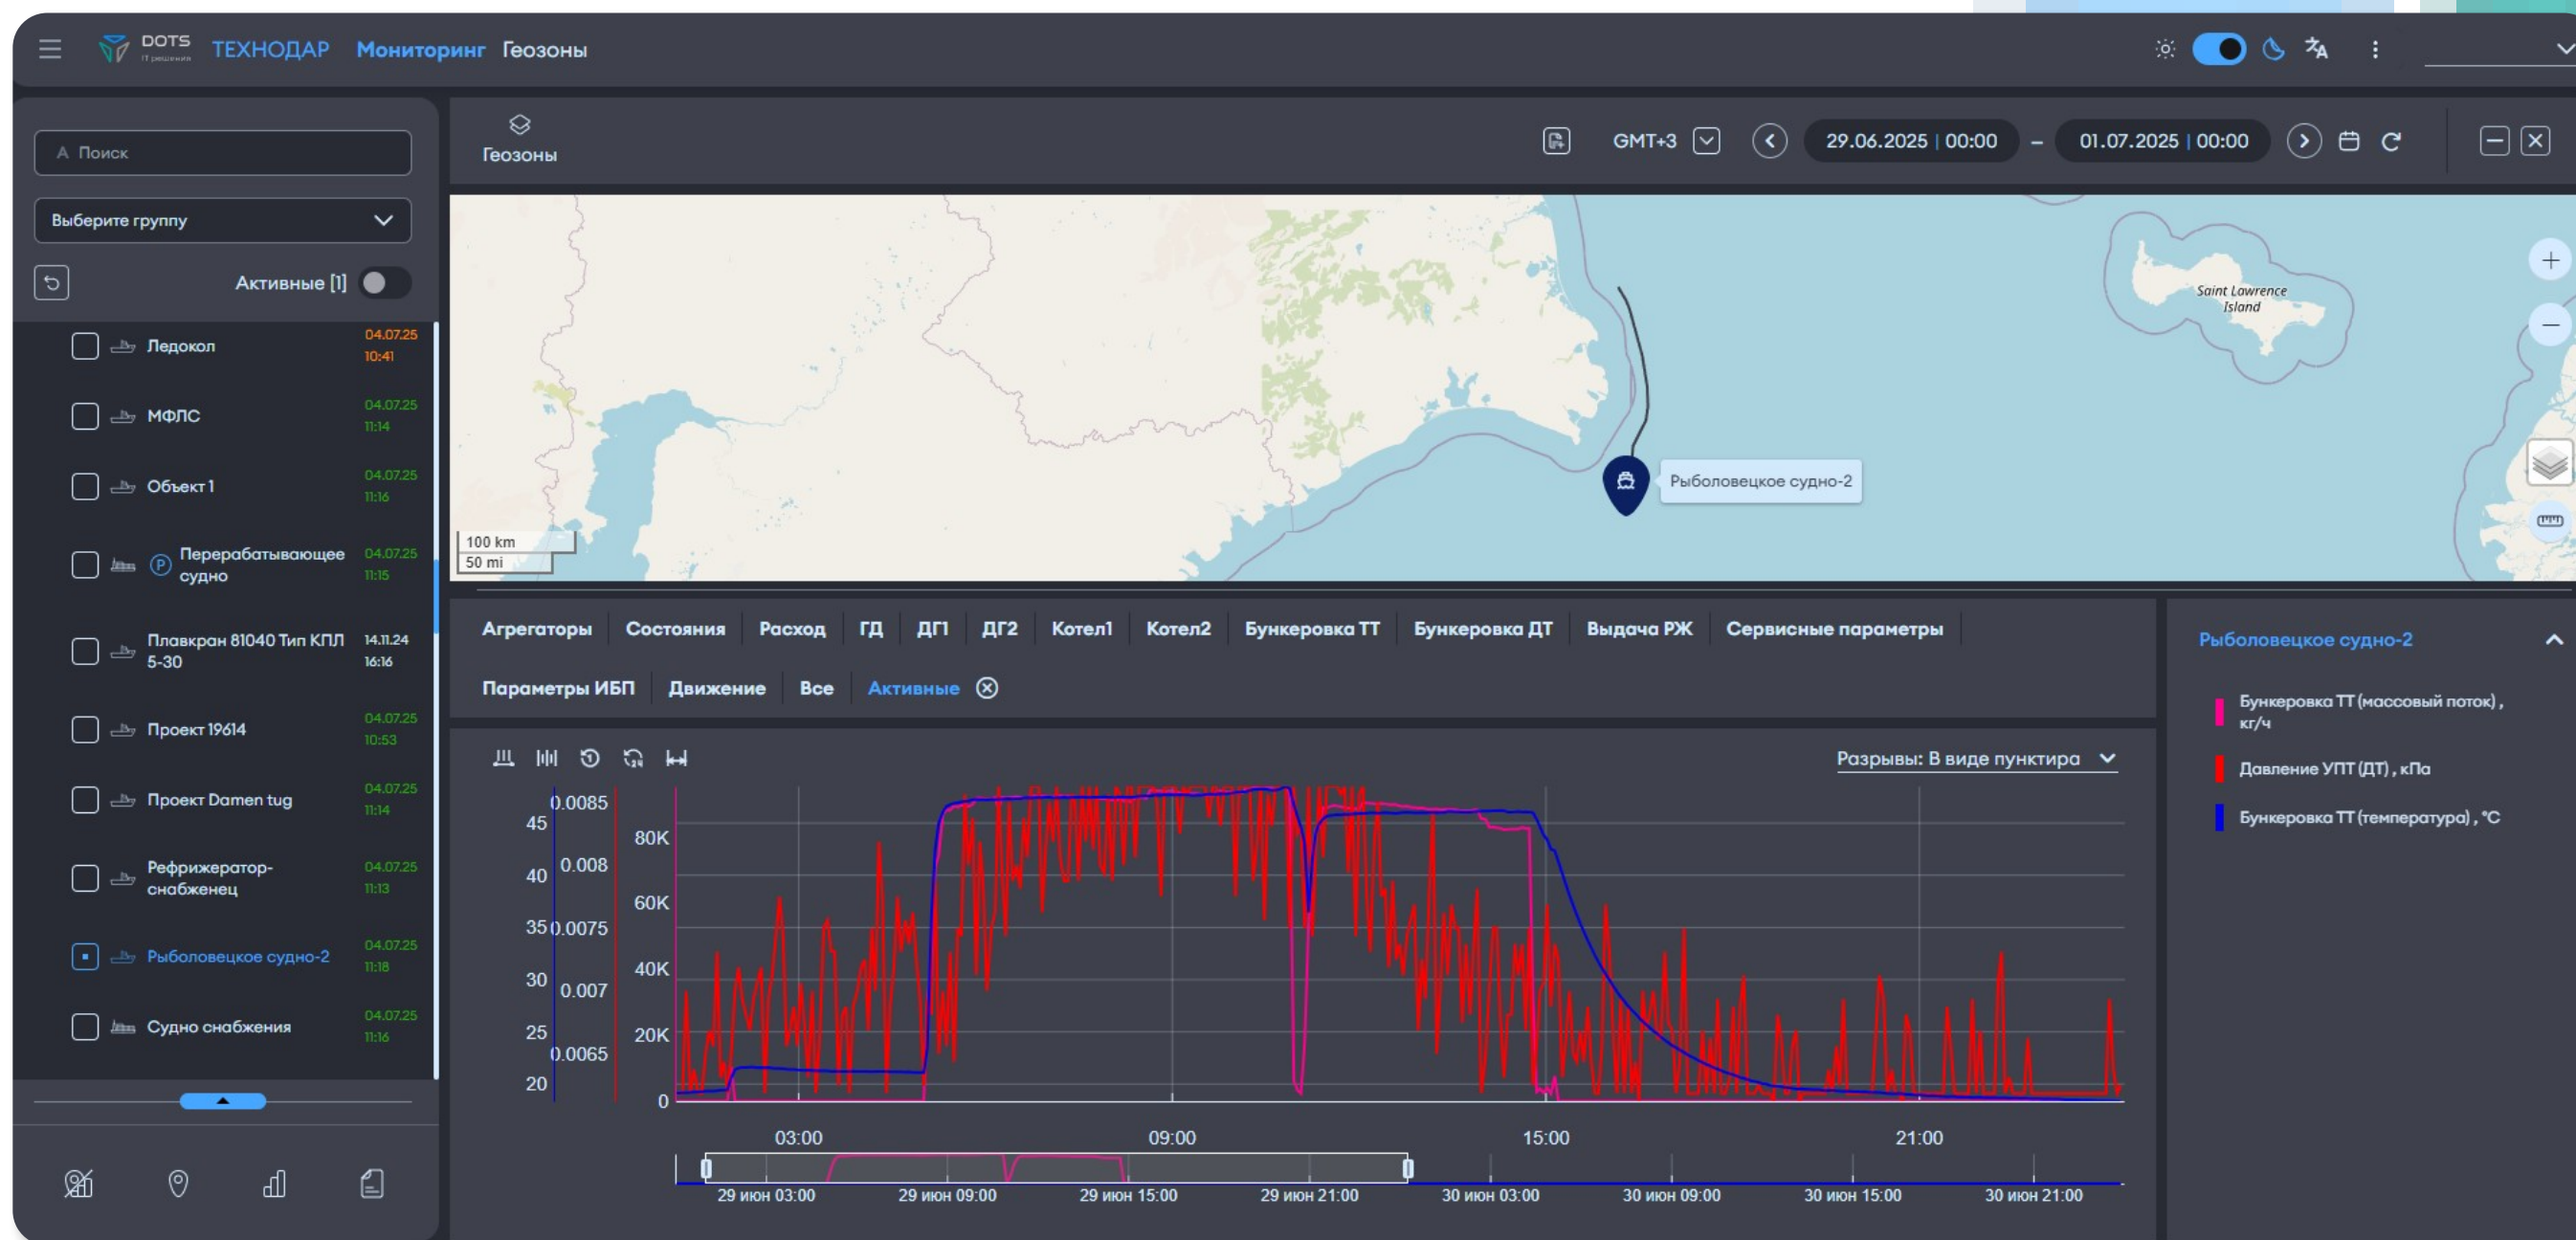 DOTS
IT решения
ТЕХНОДАР Мониторинг Геозоны
Поиск
Выберите группу
Активные [1]
Ледокол 04.07.25 10:41
МФЛС 04.07.25 11:14
Объект 1 04.07.25 11:16
P Перерабатывающее судно 04.07.25 11:15
Плавкран 81040 Тип КПЛ 5-30 14.11.24 16:16
Проект 19614 04.07.25 10:53
Проект Damen tug 04.07.25 11:14
Рефрижератор-снабженец 04.07.25 11:13
Рыболовецкое судно-2 04.07.25 11:18
Судно снабжения 04.07.25 11:16
Геозоны
GMT+3 29.06.2025 | 00:00 – 01.07.2025 | 00:00
Saint Lawrence
Island
Рыболовецкое судно-2
100 km
50 mi
Агрегаторы Состояния Расход ГД ДГ1 ДГ2 Котел1 Котел2 Бункеровка ТТ Бункеровка ДТ Выдача РЖ Сервисные параметры
Параметры ИБП Движение Все Активные
Разрывы: В виде пунктира
45 40 35 30 25 20
0.0085 0.008 0.0075 0.007 0.0065
80K 60K 40K 20K 0
03:00 09:00 15:00 21:00
29 июн 03:00 29 июн 09:00 29 июн 15:00 29 июн 21:00 30 июн 03:00 30 июн 09:00 30 июн 15:00 30 июн 21:00
Рыболовецкое судно-2
Бункеровка ТТ (массовый поток) ,
кг/ч
Давление УПТ (ДТ) , кПа
Бункеровка ТТ (температура) , °C